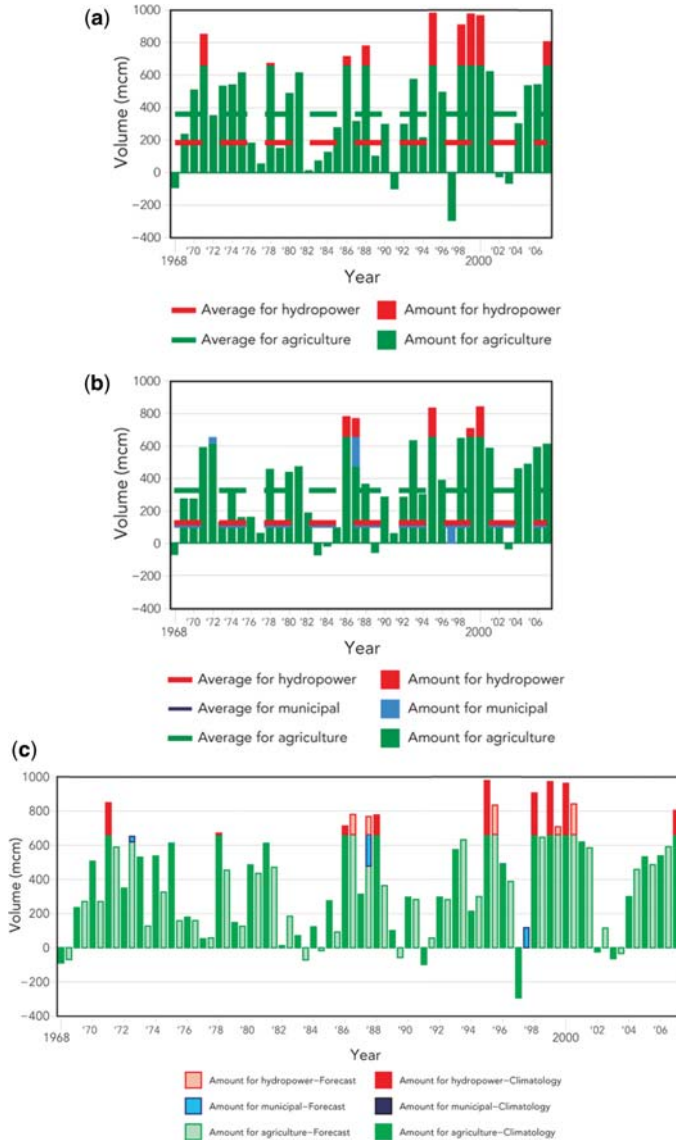 (a)
1000
800
600
400
200
0
−200
−400
Volume (mcm)
'70 '72 '74 '76 '78 '80 '82 '84 '86 '88 '90 '92 '94 '96 '98 '02 '04 '06
1968 2000
Year
Average for hydropower Amount for hydropower
Average for agriculture Amount for agriculture
(b)
1000
800
600
400
200
0
−200
−400
Volume (mcm)
'70 '72 '74 '76 '78 '80 '82 '84 '86 '88 '90 '92 '94 '96 '98 '02 '04 '06
1968 2000
Year
Average for hydropower Amount for hydropower
Average for municipal Amount for municipal
Average for agriculture Amount for agriculture
(c)
1000
800
600
400
200
0
−200
−400
Volume (mcm)
'70 '72 '74 '76 '78 '80 '82 '84 '86 '88 '90 '92 '94 '96 '98 '02 '04 '06
1968 2000
Year
Amount for hydropower–Forecast Amount for hydropower–Climatology
Amount for municipal–Forecast Amount for municipal–Climatology
Amount for agriculture–Forecast Amount for agriculture–Climatology